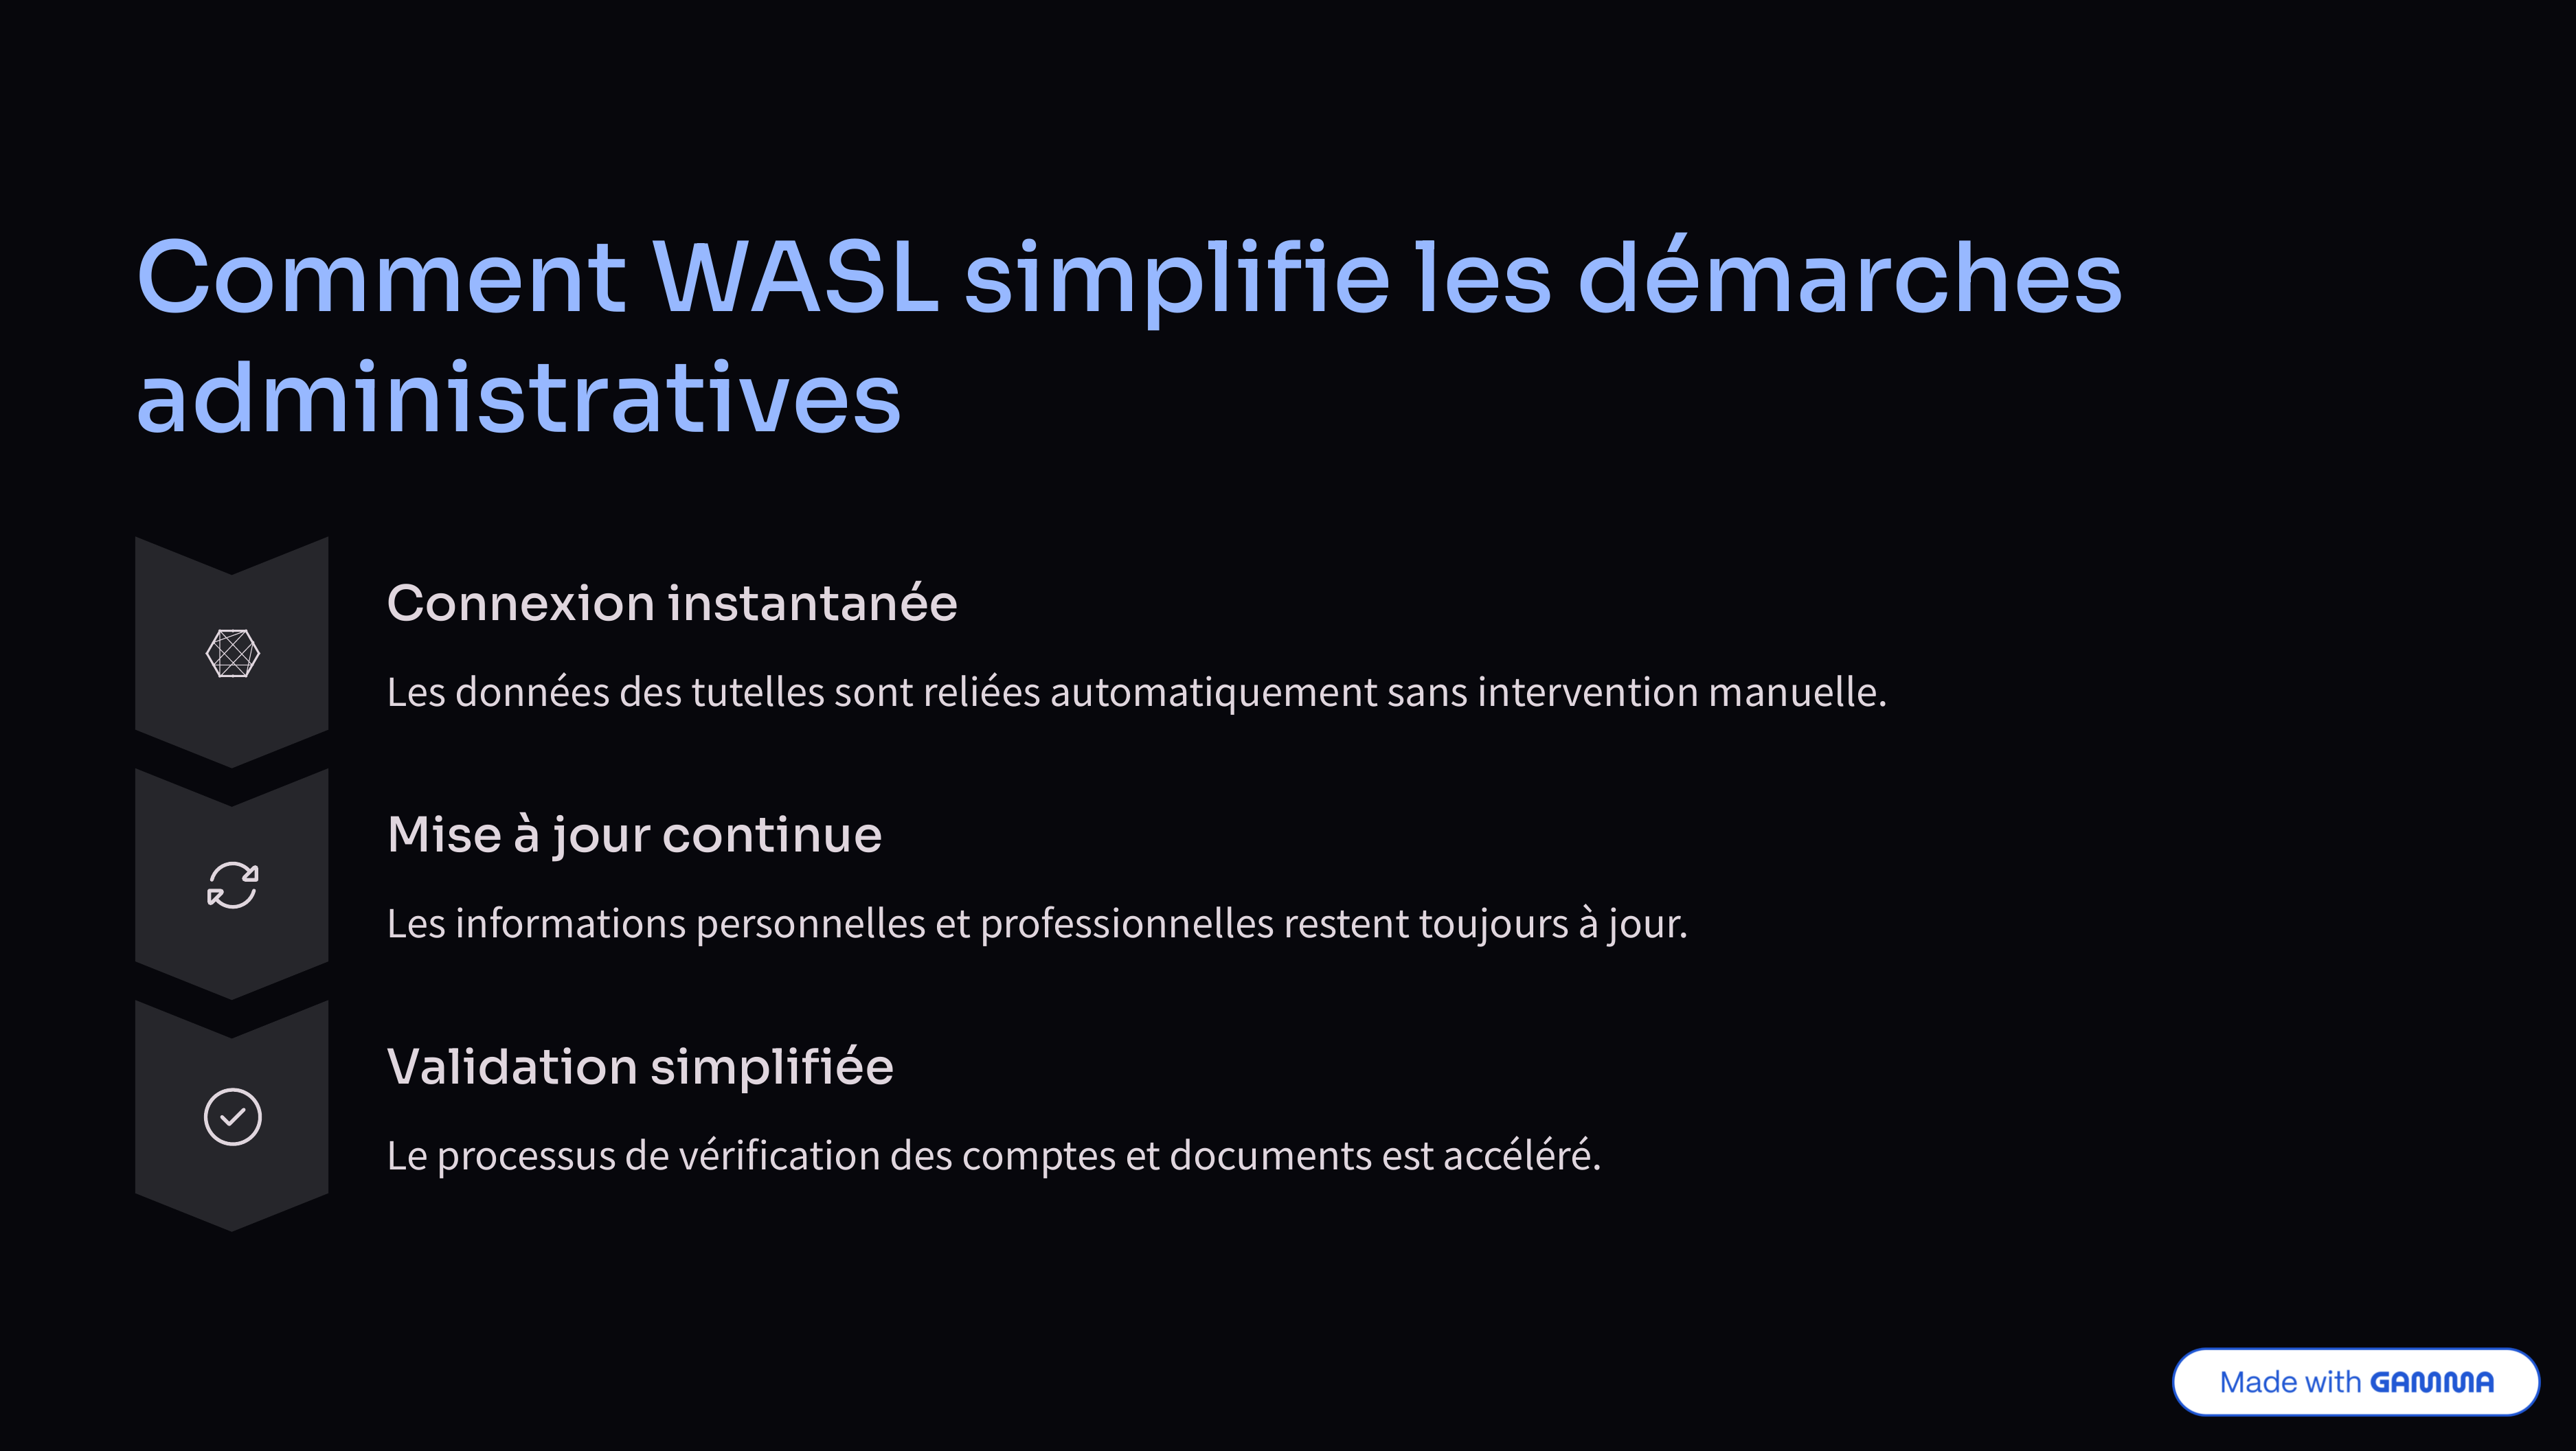 Comment WASL simplifie les démarches
administratives
Connexion instantanée
Les données des tutelles sont reliées automatiquement sans intervention manuelle.
Mise à jour continue
Les informations personnelles et professionnelles restent toujours à jour.
Validation simplifiée
Le processus de vérification des comptes et documents est accéléré.
Made with GAMMA